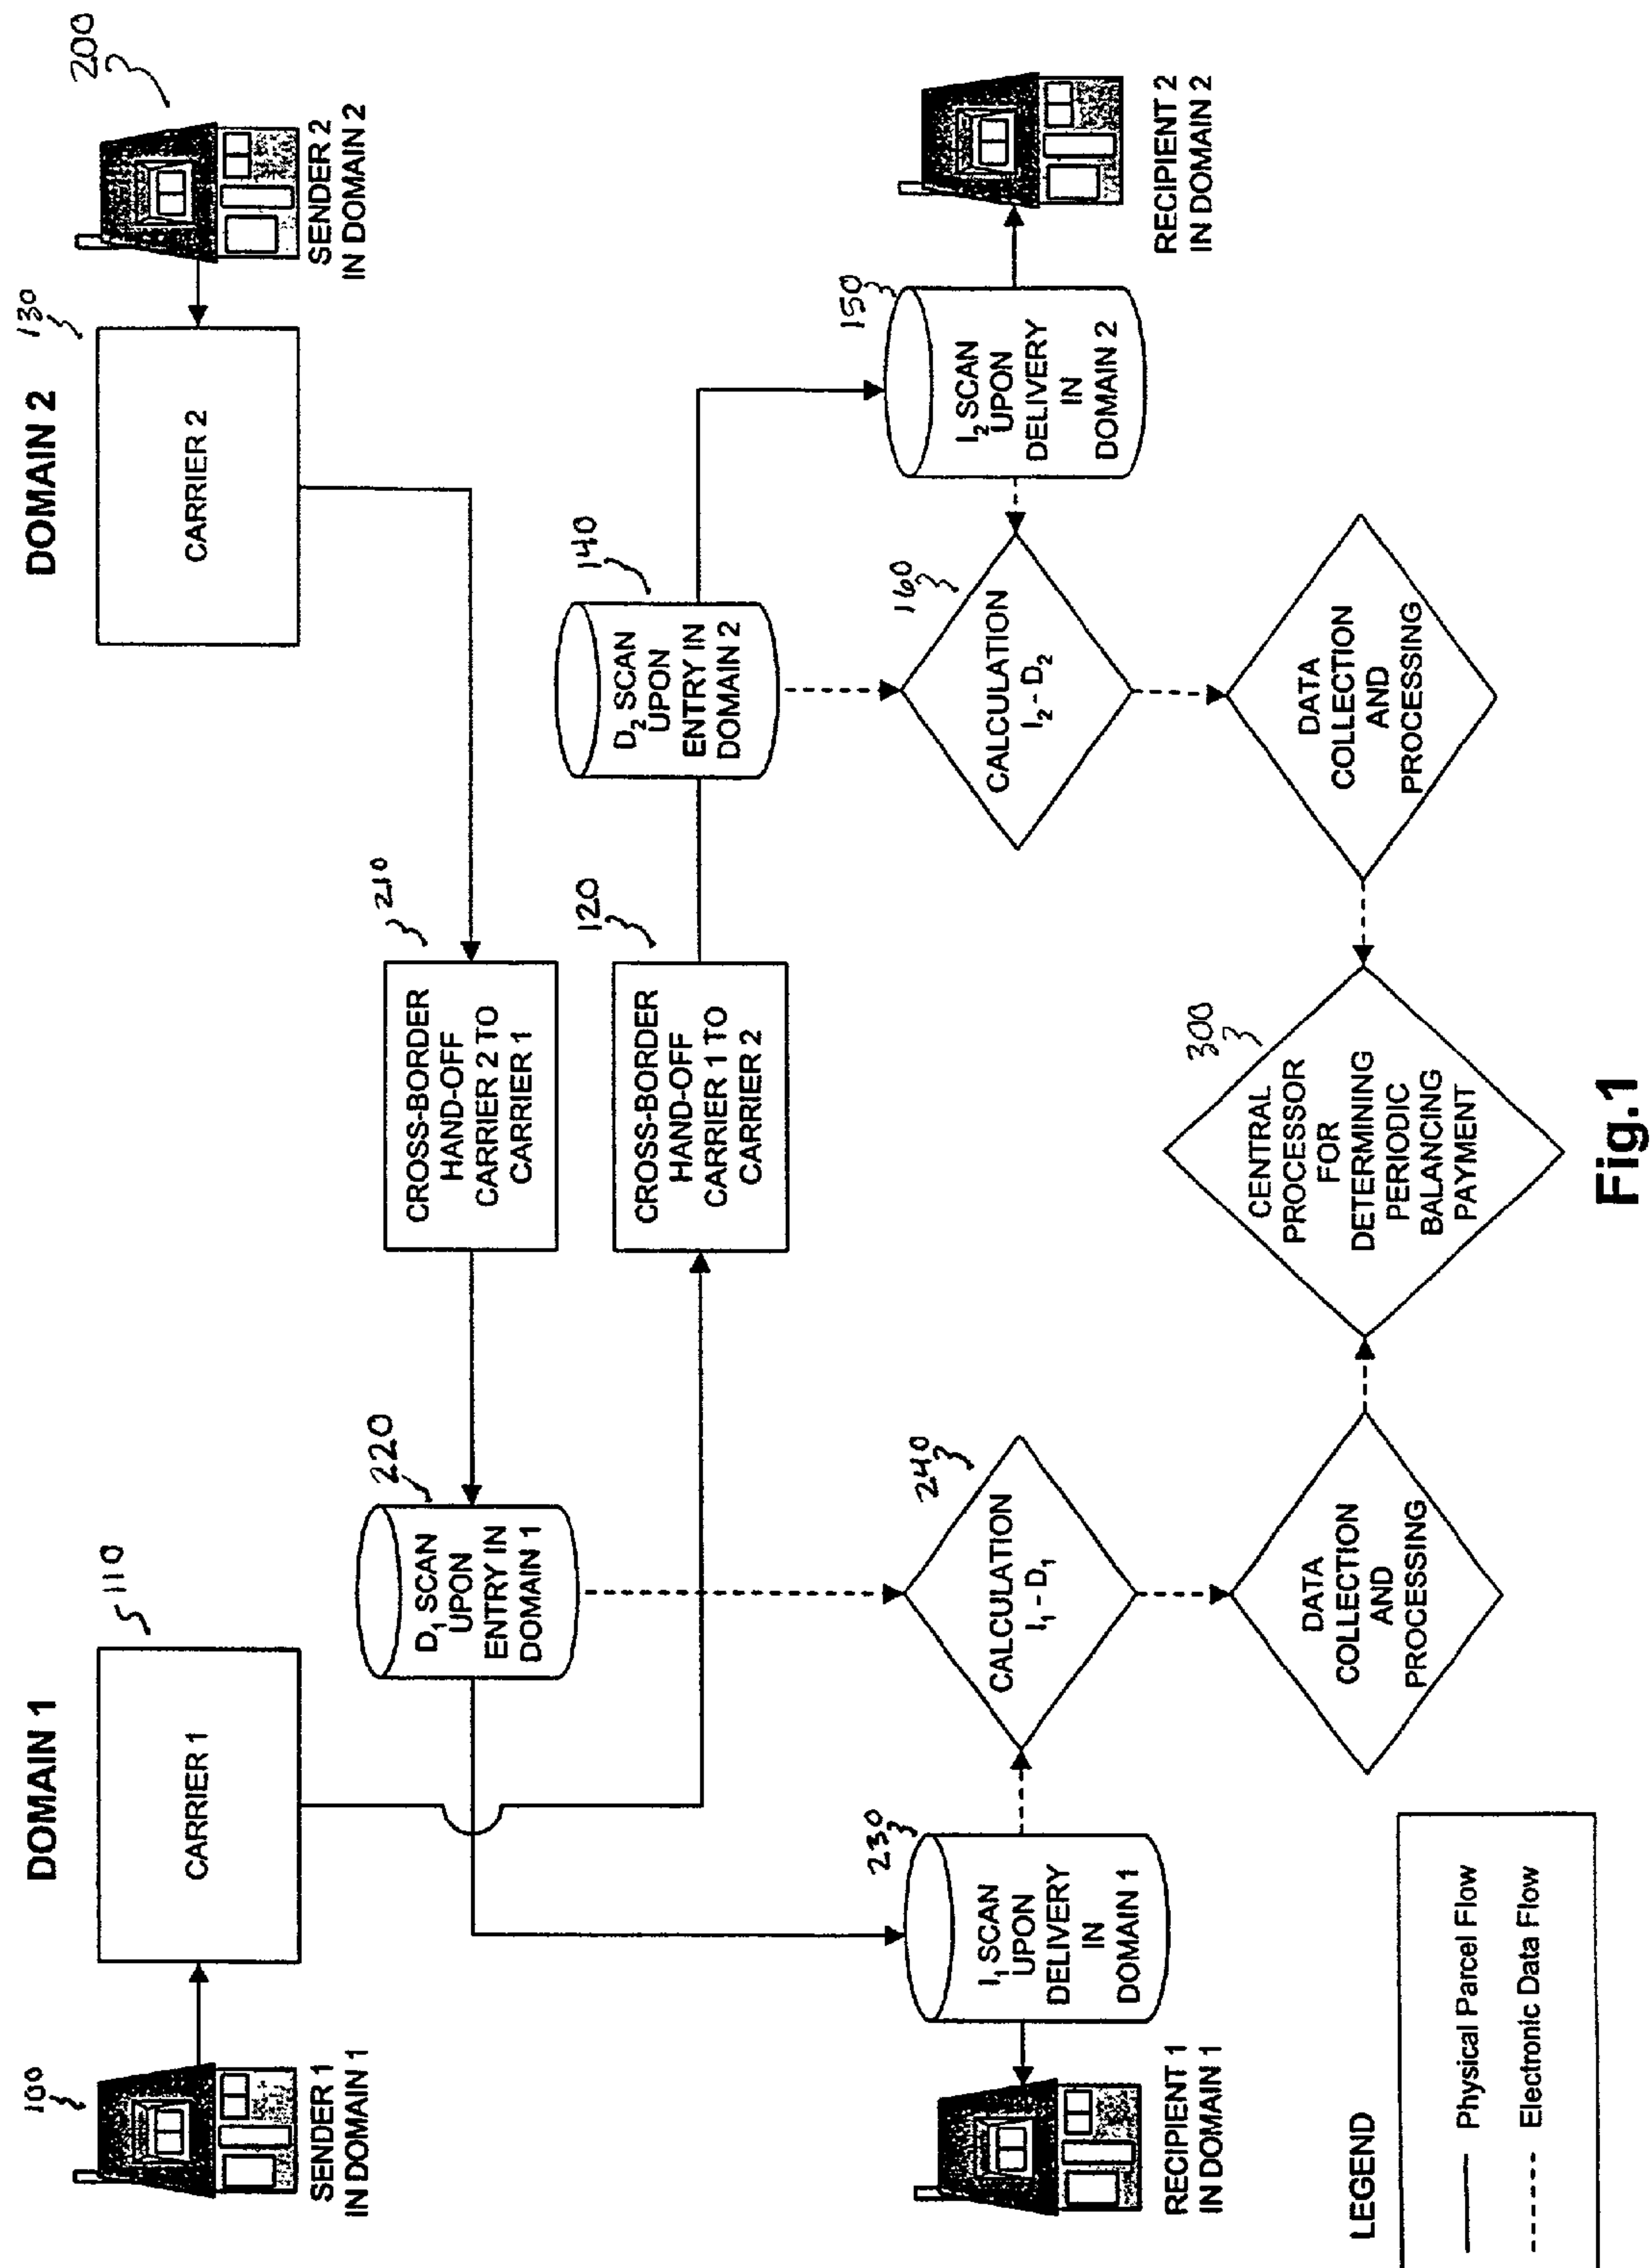 DOMAIN 1
DOMAIN 2
100
SENDER 1
IN DOMAIN 1
110
CARRIER 1
130
CARRIER 2
200
SENDER 2
IN DOMAIN 2
220
D₁ SCAN
UPON
ENTRY IN
DOMAIN 1
210
CROSS-BORDER
HAND-OFF
CARRIER 2 TO
CARRIER 1
120
CROSS-BORDER
HAND-OFF
CARRIER 1 TO
CARRIER 2
140
D₂ SCAN
UPON
ENTRY IN
DOMAIN 2
RECIPIENT 1
IN DOMAIN 1
230
I₁ SCAN
UPON
DELIVERY
IN
DOMAIN 1
240
CALCULATION
I₁ - D₁
160
CALCULATION
I₂ - D₂
150
I₂ SCAN
UPON
DELIVERY
IN
DOMAIN 2
RECIPIENT 2
IN DOMAIN 2
DATA
COLLECTION
AND
PROCESSING
300
CENTRAL
PROCESSOR
FOR
DETERMINING
PERIODIC
BALANCING
PAYMENT
DATA
COLLECTION
AND
PROCESSING
LEGEND
Physical Parcel Flow
Electronic Data Flow
Fig.1